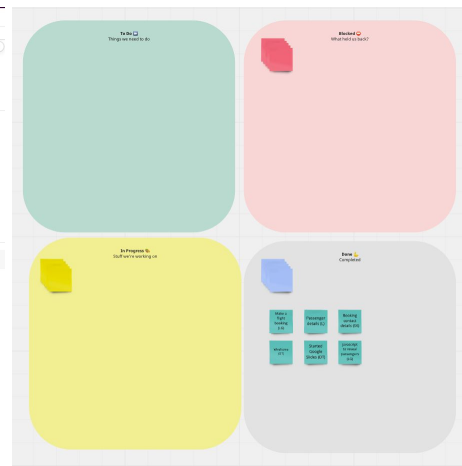 To Do
Things we need to do
Blocked
What held us back?
In Progress
Stuff we're working on
Done
Completed
Make a
flight
booking
Passenger
details
Booking
contact
details
Started
Google
Slides